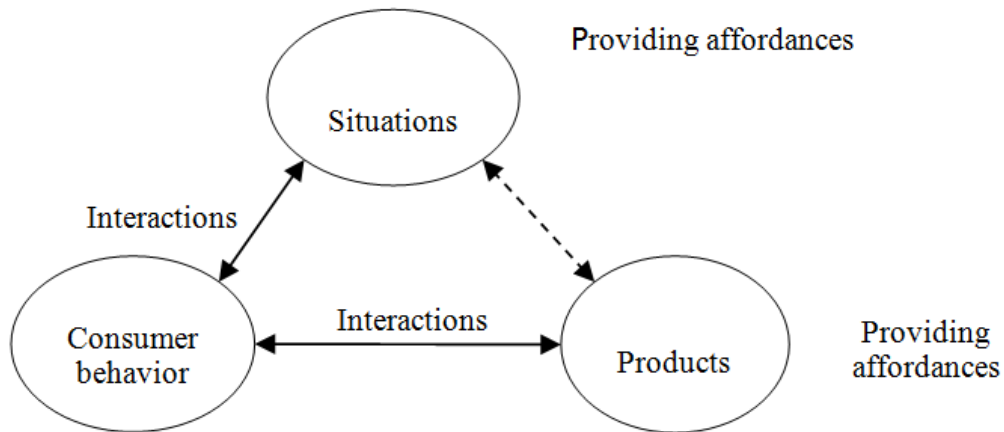 Providing affordances
Situations
Interactions
Interactions
Consumer
behavior
Products
Providing
affordances